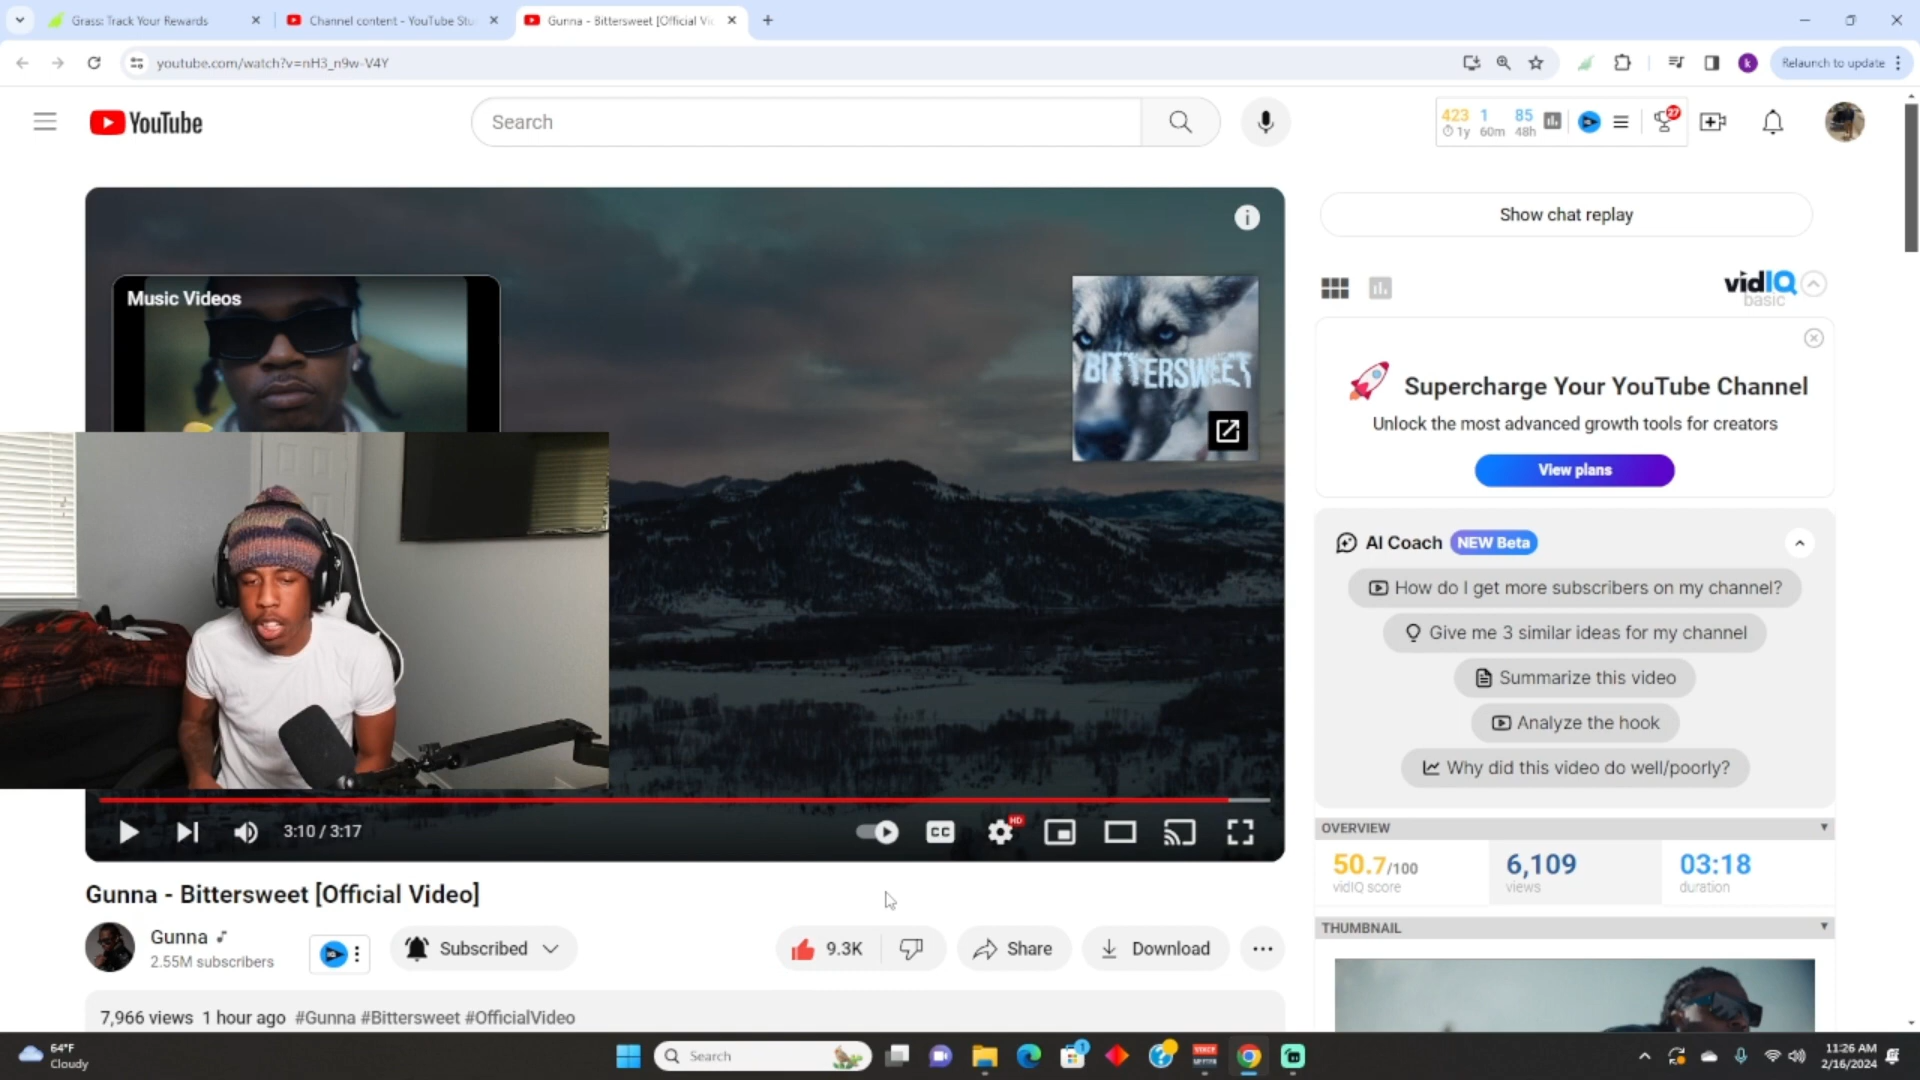 Grass: Track Your Rewards
Channel content - YouTube Stu
Gunna - Bittersweet [Official Vi
youtube.com/watch?v=nH3_n9w-V4Y
Relaunch to update
k
YouTube
Search
423 1 85
1y 60m 48h
27
Show chat replay
Music Videos
BITTERSWEET
vidIQ
basic
Supercharge Your YouTube Channel
Unlock the most advanced growth tools for creators
View plans
AI Coach NEW Beta
How do I get more subscribers on my channel?
Give me 3 similar ideas for my channel
Summarize this video
Analyze the hook
Why did this video do well/poorly?
3:10 / 3:17
CC
HD
OVERVIEW
50.7/100 6,109 03:18
vidIQ score views duration
THUMBNAIL
Gunna - Bittersweet [Official Video]
Gunna
2.55M subscribers
Subscribed
9.3K
Share
Download
7,966 views 1 hour ago #Gunna #Bittersweet #OfficialVideo
64°F
Cloudy
Search
1
11:26 AM
2/16/2024